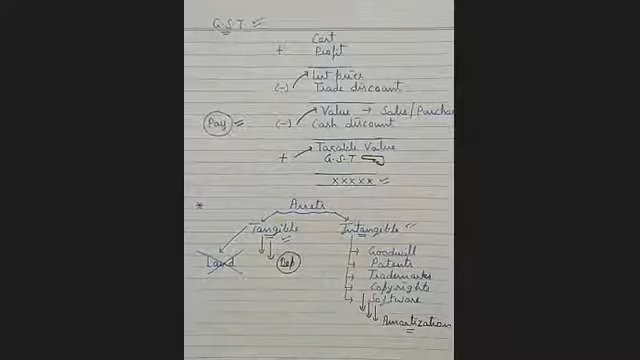 G.S.T
Cost
+ Profit
List price
(-) Trade discount
Value → Sales/Purchas
Pay = (-) Cash discount
Taxable Value
+ G.S.T
XXXXX
* Assets
Tangible Intangible
Land Dep Goodwill
Patents
Trademarks
Copyrights
Software
Amortization